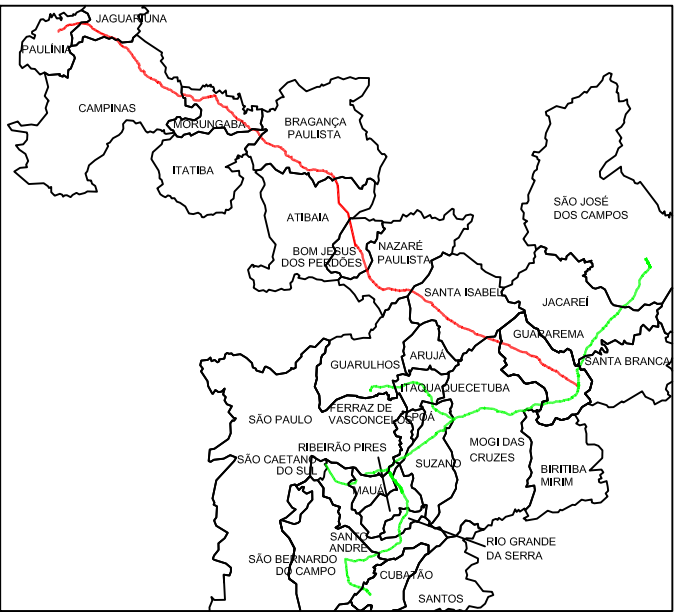 JAGUARIUNA
PAULÍNIA
CAMPINAS
MORUNGABA
BRAGANÇA
PAULISTA
ITATIBA
ATIBAIA
SÃO JOSÉ
DOS CAMPOS
BOM JESUS
DOS PERDÕES
NAZARÉ
PAULISTA
SANTA ISABEL
JACAREÍ
GUARAREMA
GUARULHOS
ARUJÁ
SANTA BRANCA
ITAQUAQUECETUBA
SÃO PAULO
FERRAZ DE
VASCONCELOS
POÁ
RIBEIRÃO PIRES
MOGI DAS
CRUZES
SÃO CAETANO
DO SUL
SUZANO
BIRITIBA
MIRIM
MAUÁ
SANTO
ANDRÉ
RIO GRANDE
DA SERRA
SÃO BERNARDO
DO CAMPO
CUBATÃO
SANTOS